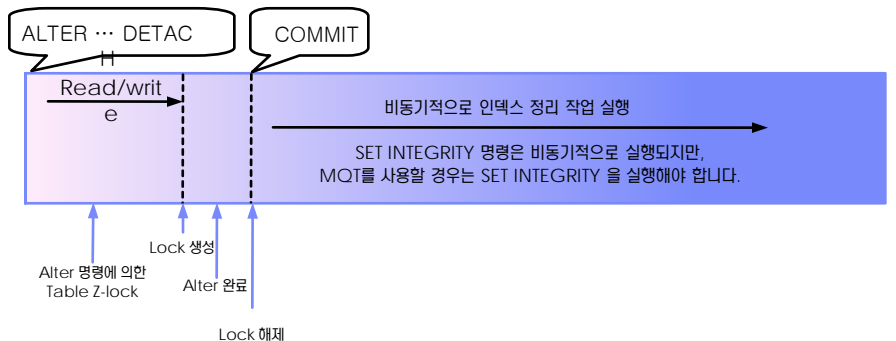 ALTER … DETAC
H
COMMIT
Read/writ
e
비동기적으로 인덱스 정리 작업 실행
SET INTEGRITY 명령은 비동기적으로 실행되지만,
MQT를 사용할 경우는 SET INTEGRITY 을 실행해야 합니다.
Lock 생성
Alter 명령에 의한
Table Z-lock
Alter 완료
Lock 해제